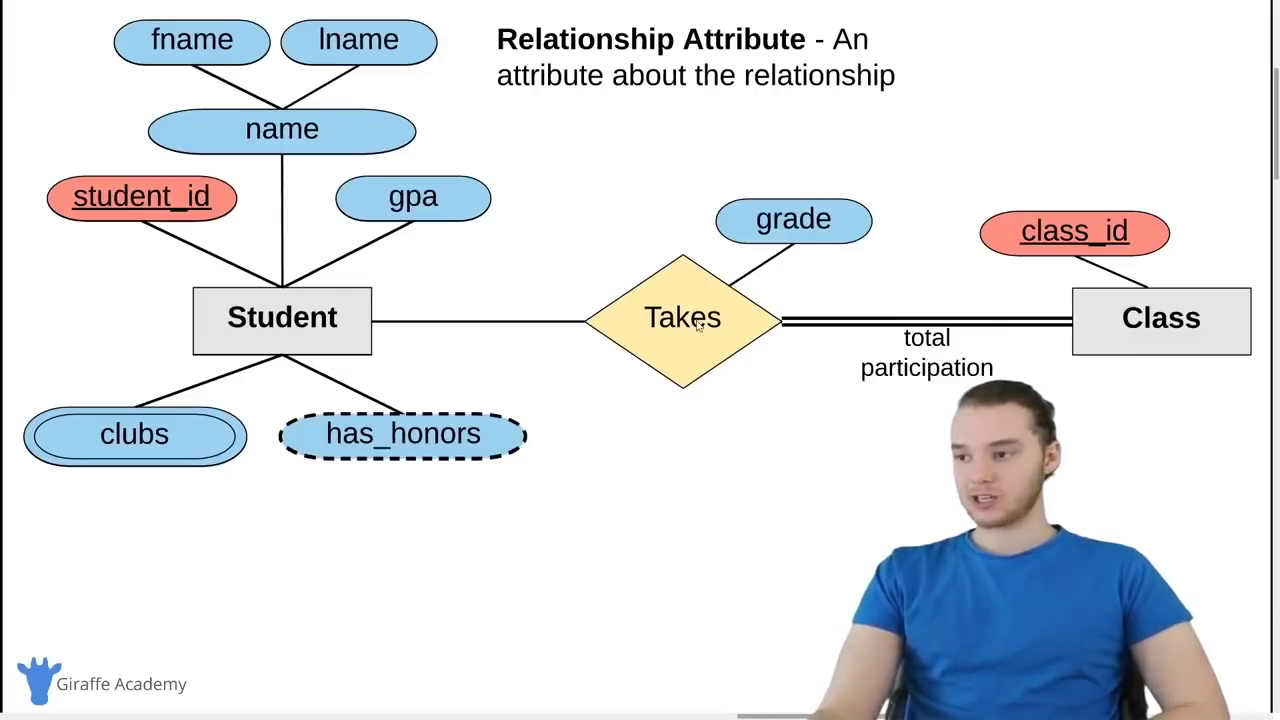 fname
lname
Relationship Attribute - An
attribute about the relationship
name
student_id
gpa
grade
class_id
Student
Takes
Class
total
participation
clubs
has_honors
Giraffe Academy